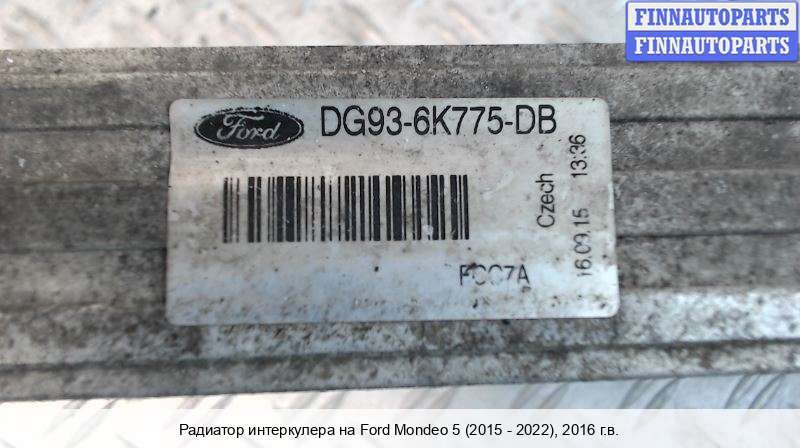 FINNAUTOPARTS
FINNAUTOPARTS
Ford
DG93-6K775-DB
Czech
16.09.15 13:36
Радиатор интеркулера на Ford Mondeo 5 (2015 - 2022), 2016 г.в.